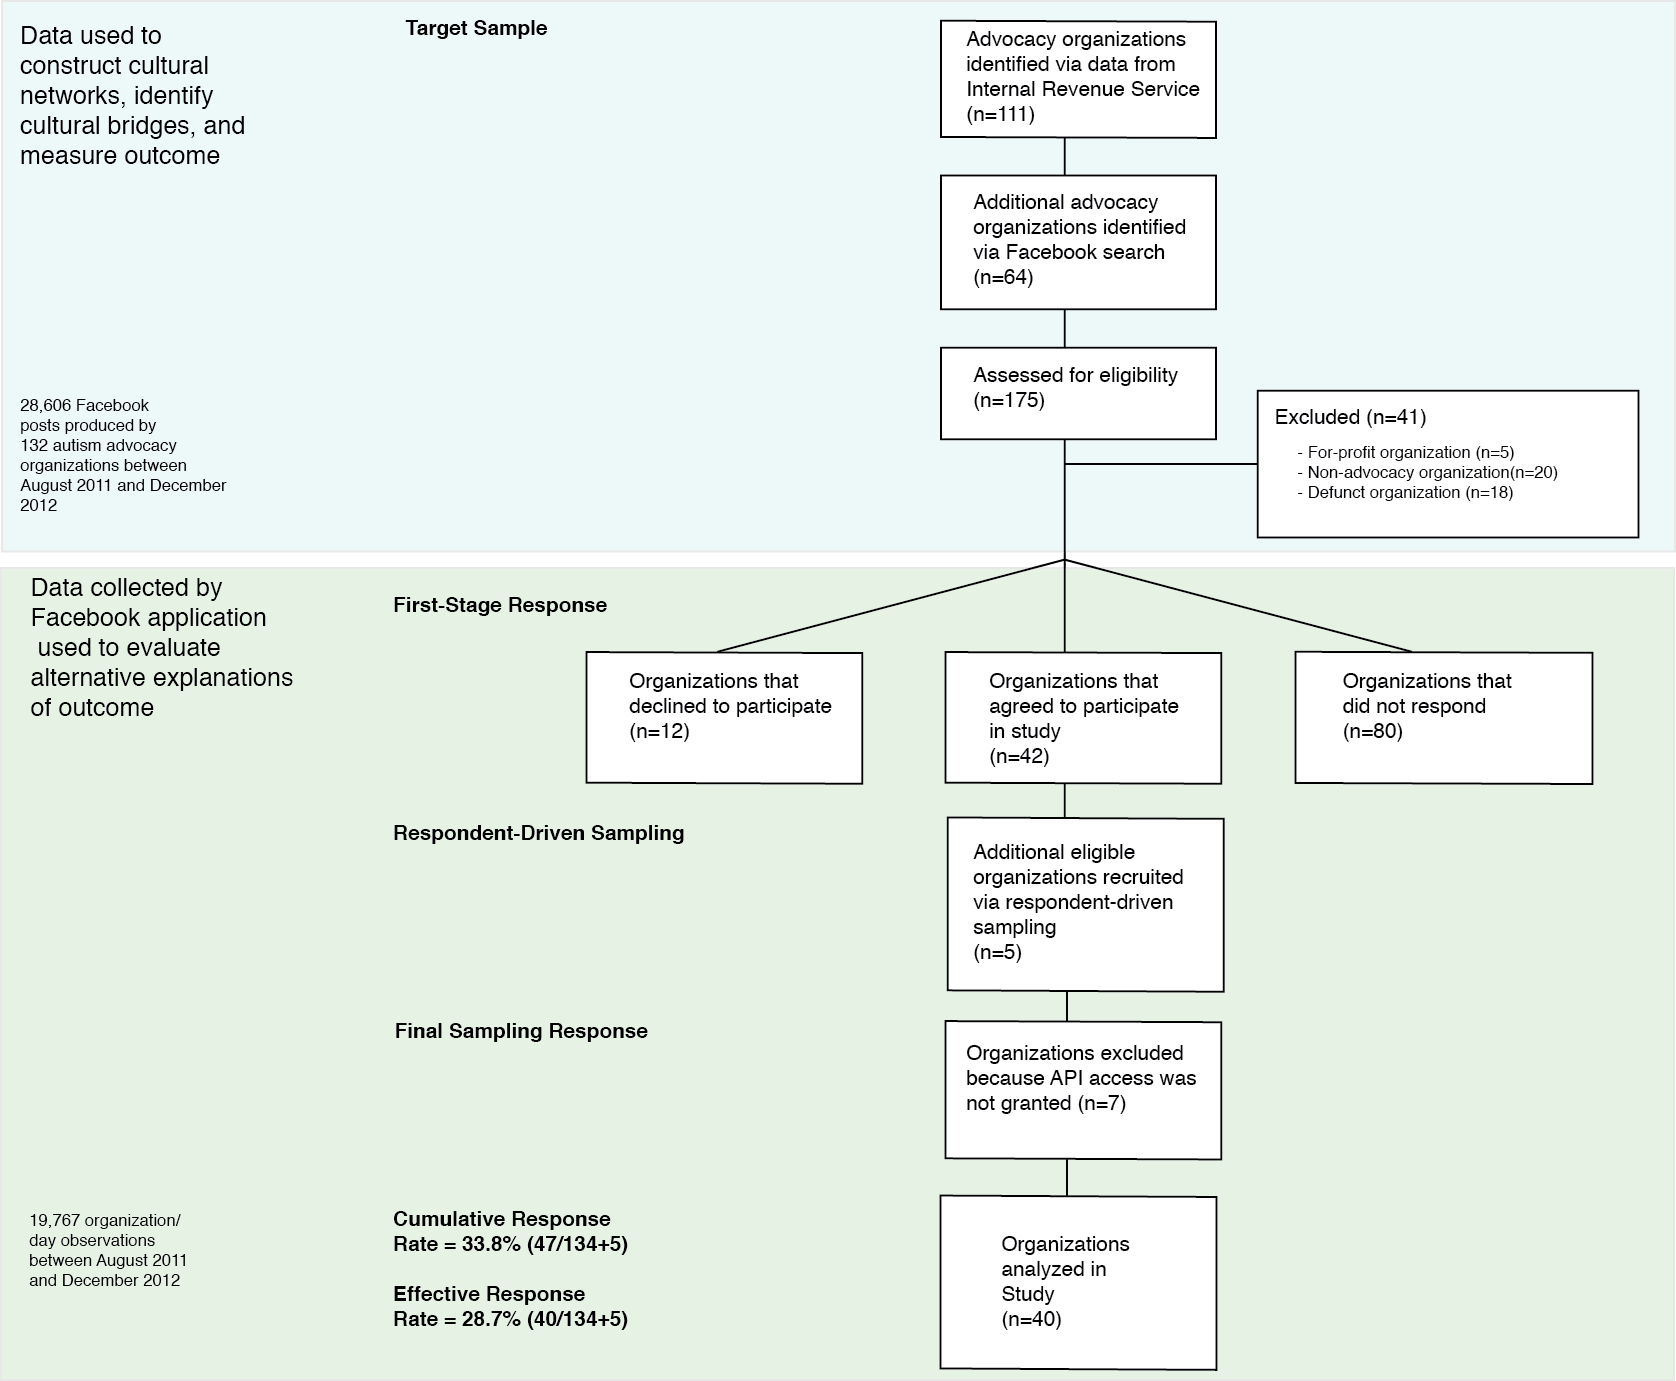 Data used to
construct cultural
networks, identify
cultural bridges, and
measure outcome
Target Sample
Advocacy organizations
identified via data from
Internal Revenue Service
(n=111)
Additional advocacy
organizations identified
via Facebook search
(n=64)
Assessed for eligibility
(n=175)
28,606 Facebook
posts produced by
132 autism advocacy
organizations between
August 2011 and December
2012
Excluded (n=41)
- For-profit organization (n=5)
- Non-advocacy organization(n=20)
- Defunct organization (n=18)
Data collected by
Facebook application
used to evaluate
alternative explanations
of outcome
First-Stage Response
Organizations that
declined to participate
(n=12)
Organizations that
agreed to participate
in study
(n=42)
Organizations that
did not respond
(n=80)
Respondent-Driven Sampling
Additional eligible
organizations recruited
via respondent-driven
sampling
(n=5)
Final Sampling Response
Organizations excluded
because API access was
not granted (n=7)
19,767 organization/
day observations
between August 2011
and December 2012
Cumulative Response
Rate = 33.8% (47/134+5)
Effective Response
Rate = 28.7% (40/134+5)
Organizations
analyzed in
Study
(n=40)